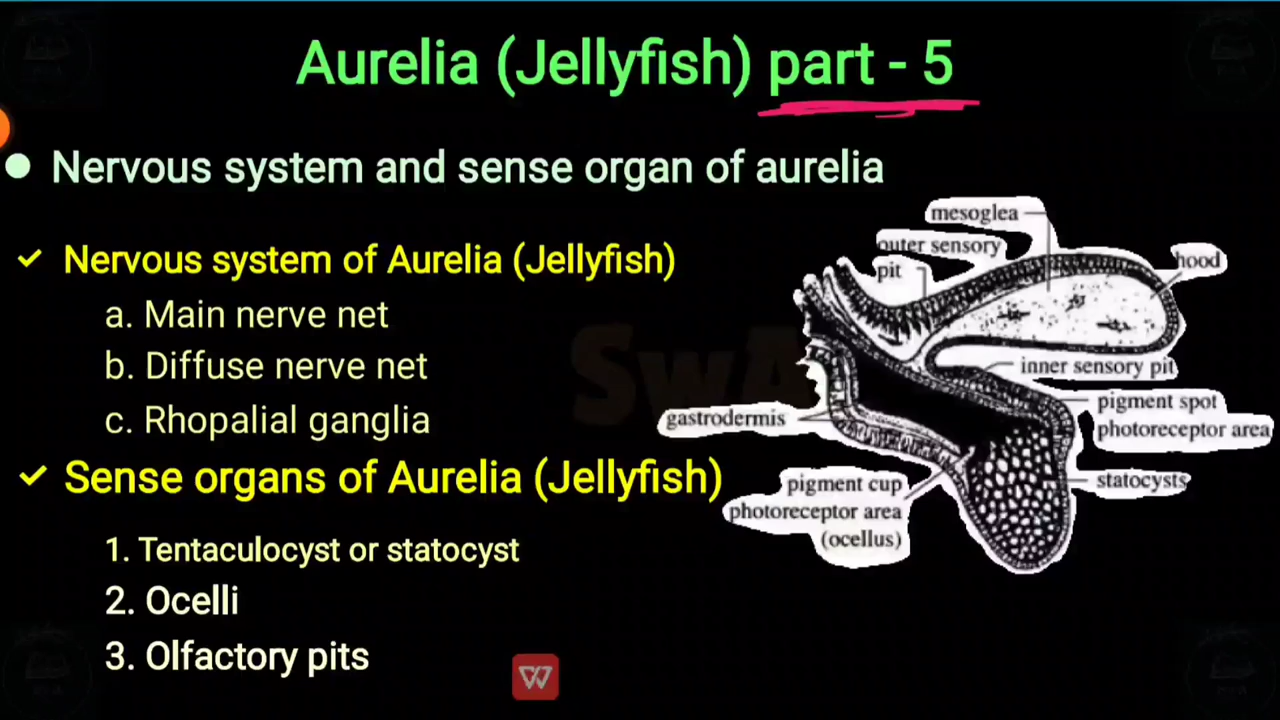 Aurelia (Jellyfish) part - 5
Nervous system and sense organ of aurelia
Nervous system of Aurelia (Jellyfish)
a. Main nerve net
b. Diffuse nerve net
c. Rhopalial ganglia
Sense organs of Aurelia (Jellyfish)
1. Tentaculocyst or statocyst
2. Ocelli
3. Olfactory pits
mesoglea
outer sensory
pit
hood
inner sensory pit
pigment spot
photoreceptor area
gastrodermis
statocysts
pigment cup
photoreceptor area
(ocellus)
SwA
W